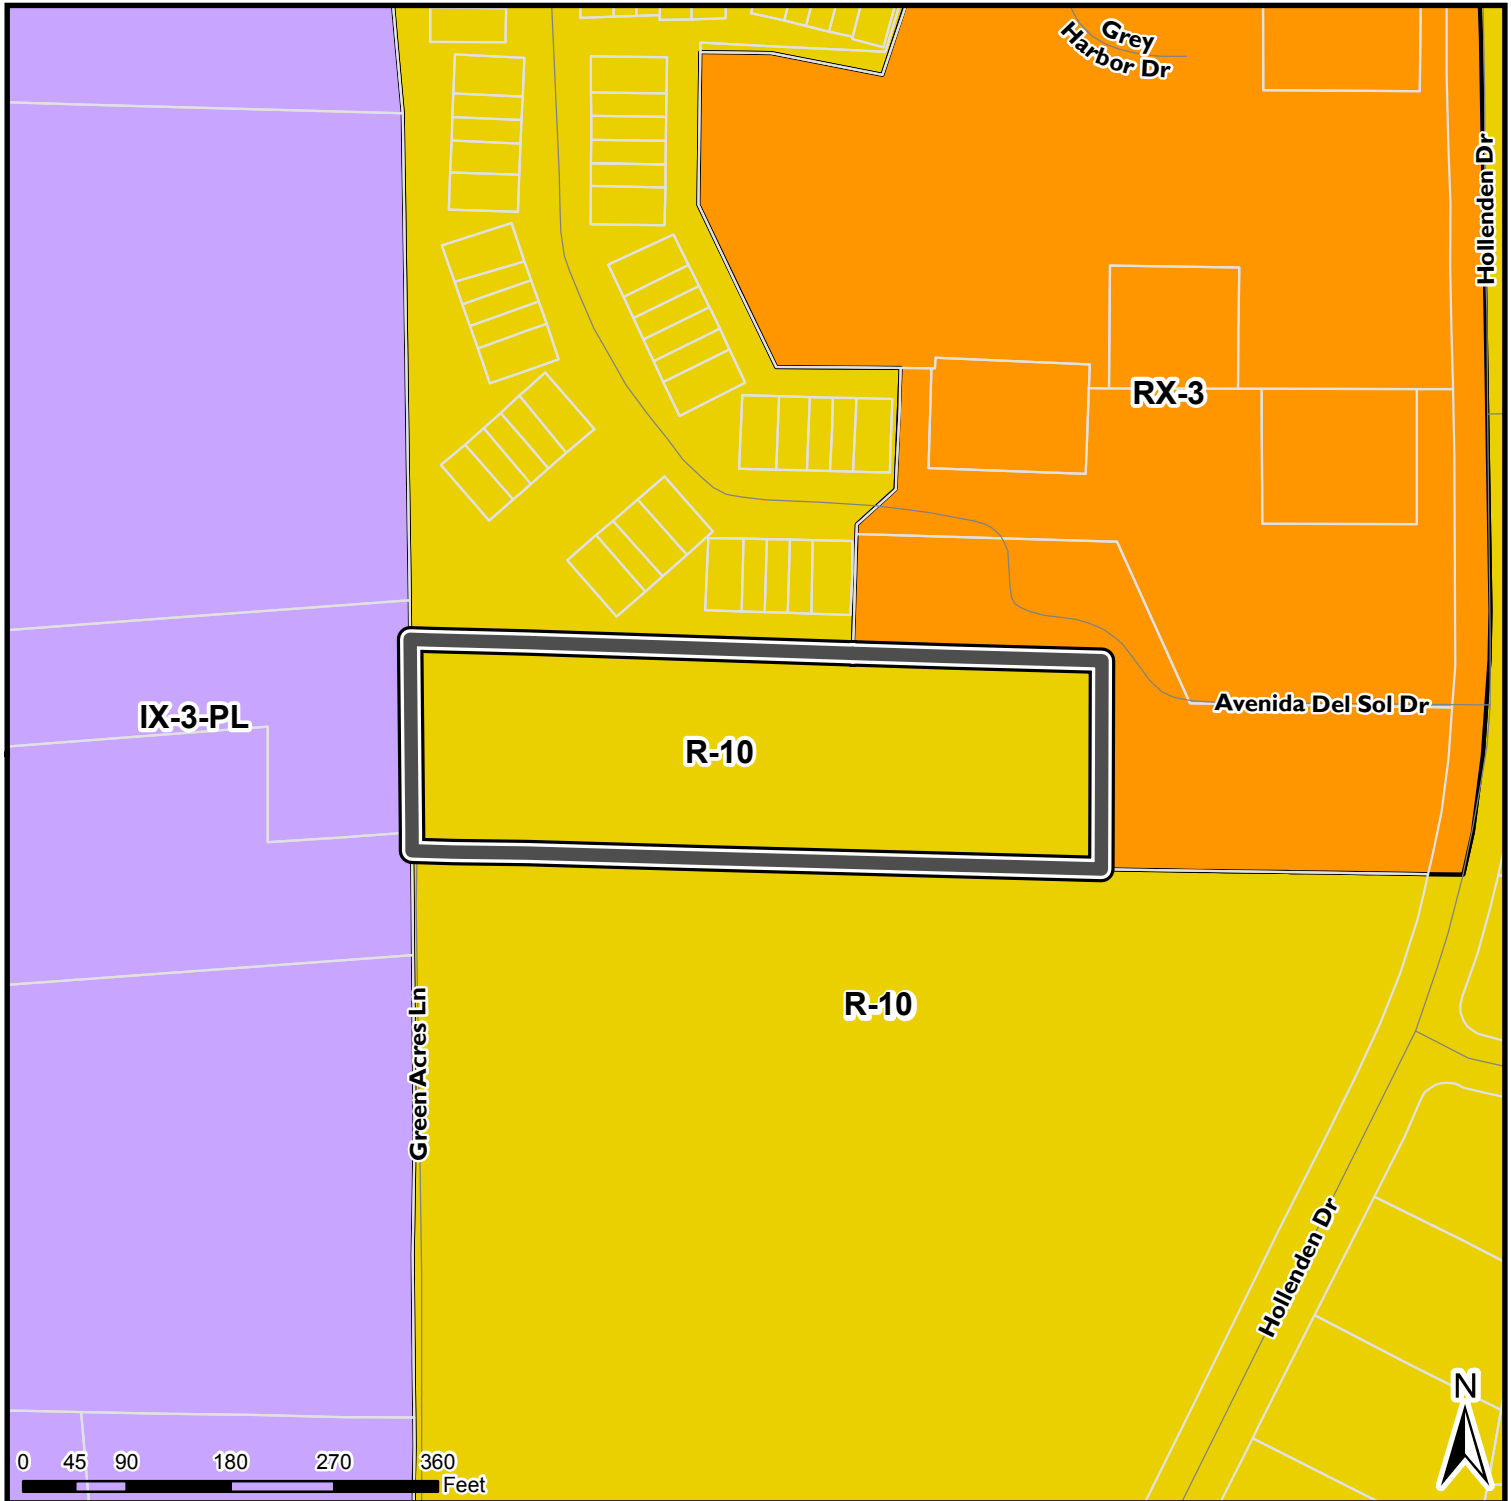 Grey
Harbor Dr
Hollenden Dr
RX-3
Avenida Del Sol Dr
IX-3-PL
R-10
R-10
Green Acres Ln
Hollenden Dr
N
0 45 90 180 270 360
Feet